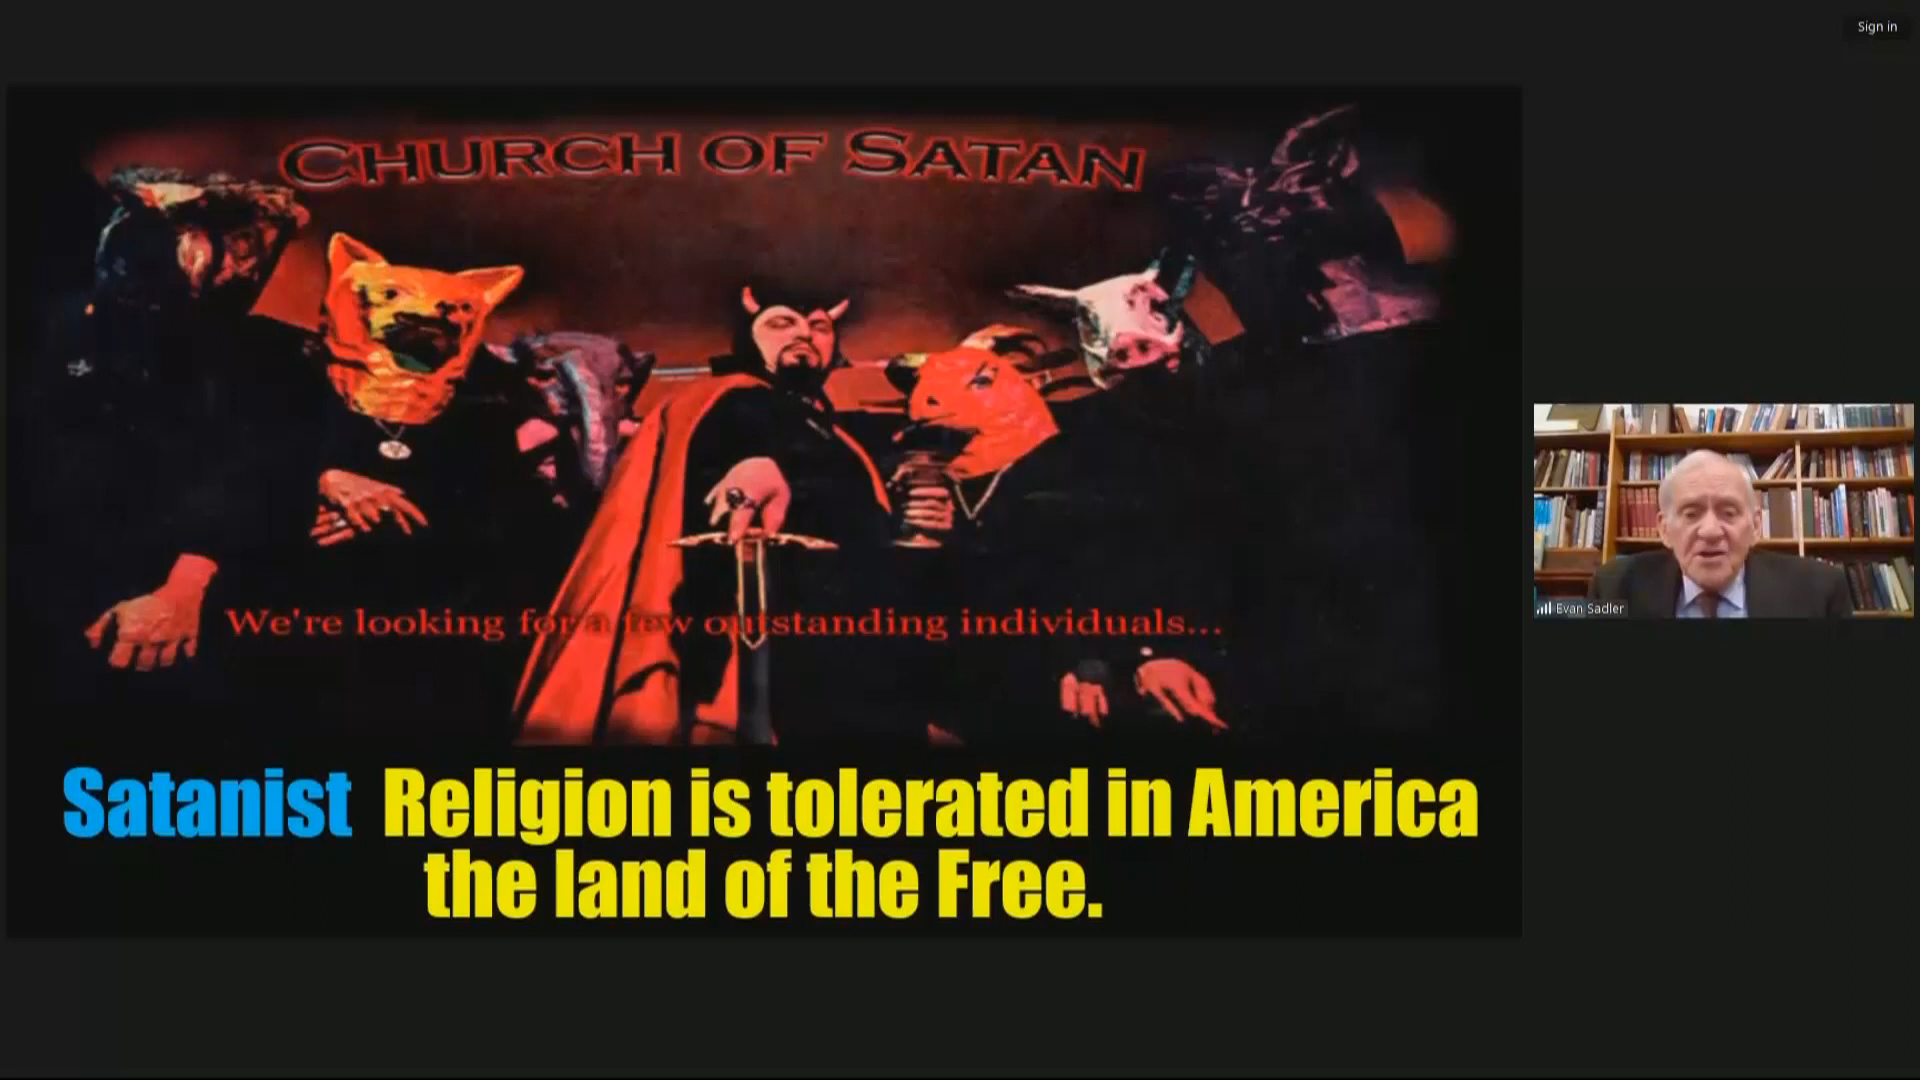 Sign in
CHURCH OF SATAN
We're looking for a few outstanding individuals...
Satanist Religion is tolerated in America
the land of the Free.
Evan Sadler